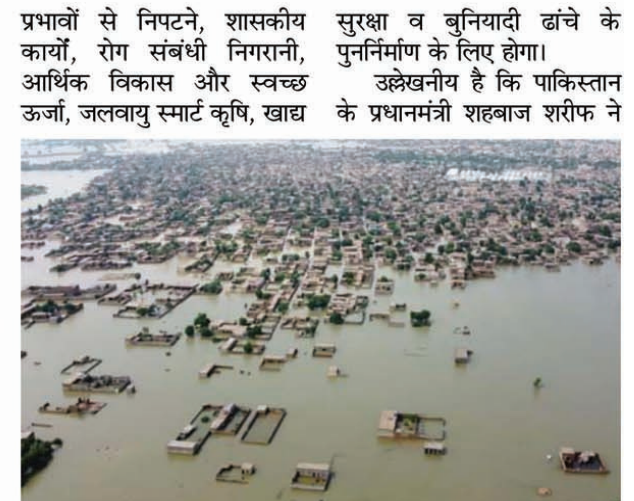 प्रभावों से निपटने, शासकीय
कार्यों, रोग संबंधी निगरानी,
आर्थिक विकास और स्वच्छ
ऊर्जा, जलवायु स्मार्ट कृषि, खाद्य
सुरक्षा व बुनियादी ढांचे के
पुनर्निर्माण के लिए होगा।
उल्लेखनीय है कि पाकिस्तान
के प्रधानमंत्री शहबाज शरीफ ने